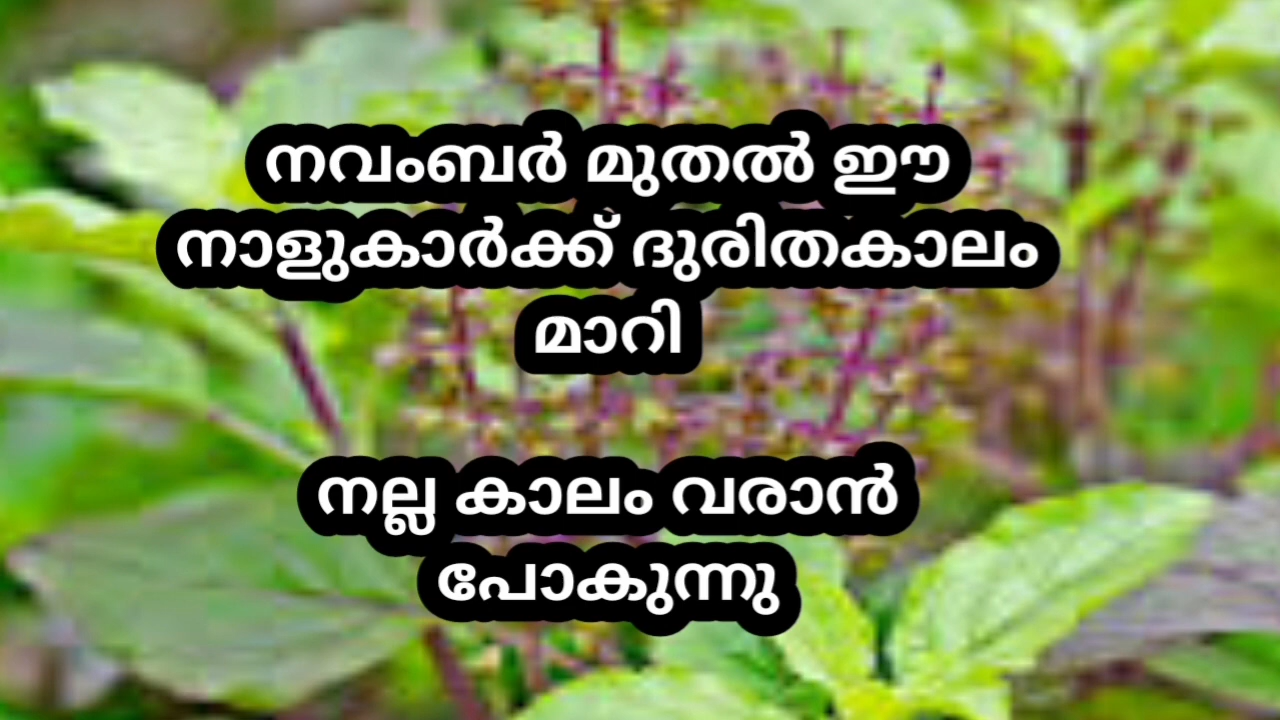 നവംബർ മുതൽ ഈ
നാളുകാർക്ക് ദുരിതകാലം
മാറി
നല്ല കാലം വരാൻ
പോകുന്നു